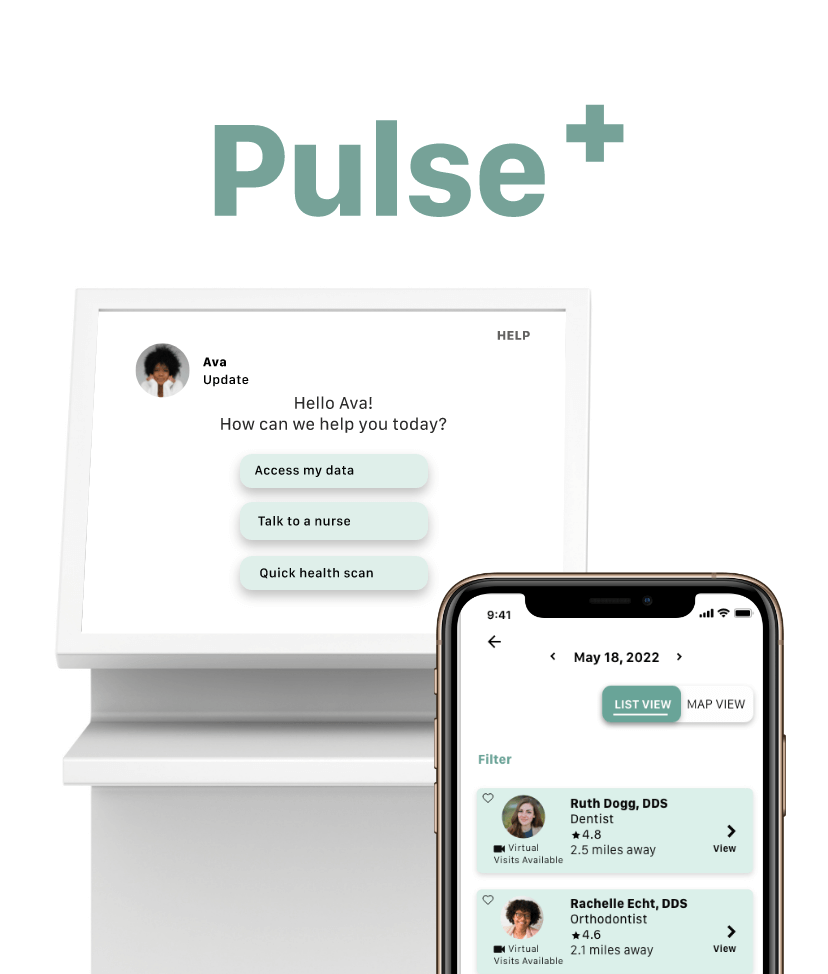 Pulse+
HELP
Ava
Update
Hello Ava!
How can we help you today?
Access my data
Talk to a nurse
Quick health scan
9:41
May 18, 2022
LIST VIEW MAP VIEW
Filter
Ruth Dogg, DDS
Dentist
★4.8
2.5 miles away
Virtual
Visits Available
View
Rachelle Echt, DDS
Orthodontist
★4.6
2.1 miles away
Virtual
Visits Available
View